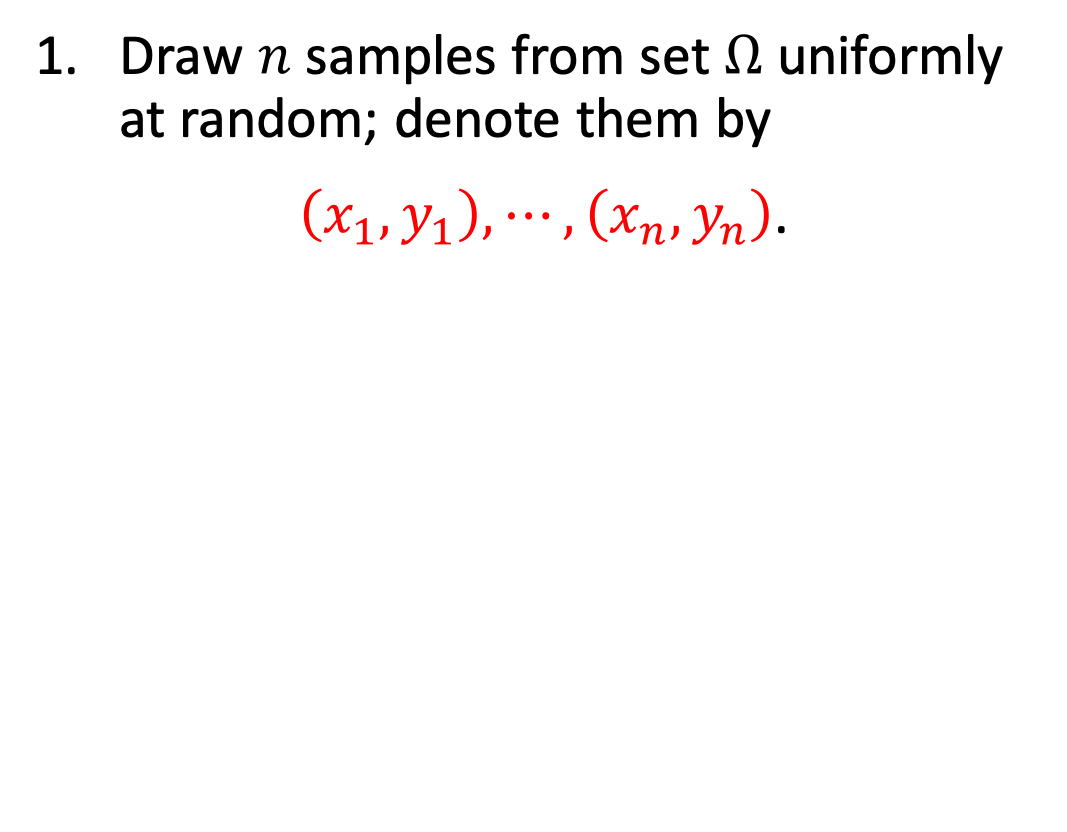 1. Draw n samples from set Ω uniformly
at random; denote them by
(x₁, y₁), ⋯ , (xₙ, yₙ).